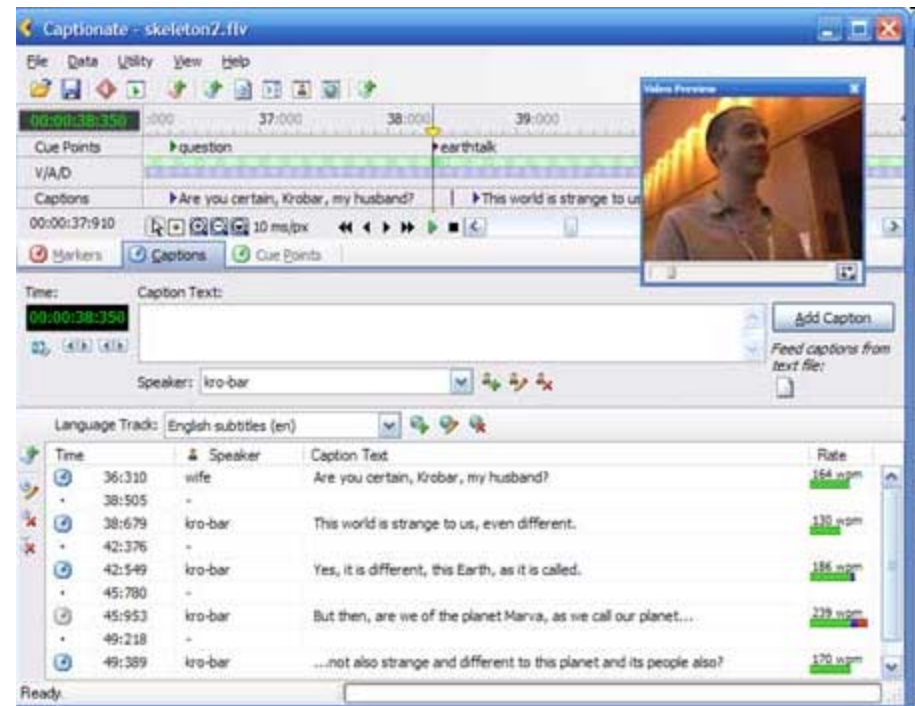 Captionate - skeleton2.flv
File Data Utility View Help
Video Preview
00:00:38:350 :000 37:000 38:000 39:000
Cue Points question earthtalk
V/A/D
Captions Are you certain, Krobar, my husband? This world is strange to us
00:00:37:910 10 ms/px
Markers Captions Cue Points
Time: Caption Text:
00:00:38:350
Add Caption
Feed captions from
text file:
Speaker: kro-bar
Language Track: English subtitles (en)
Time Speaker Caption Text Rate
36:310 wife Are you certain, Krobar, my husband? 164 wpm
38:505 -
38:679 kro-bar This world is strange to us, even different. 130 wpm
42:376 -
42:549 kro-bar Yes, it is different, this Earth, as it is called. 186 wpm
45:780 -
45:953 kro-bar But then, are we of the planet Marva, as we call our planet... 239 wpm
49:218 -
49:389 kro-bar ...not also strange and different to this planet and its people also? 170 wpm
Ready